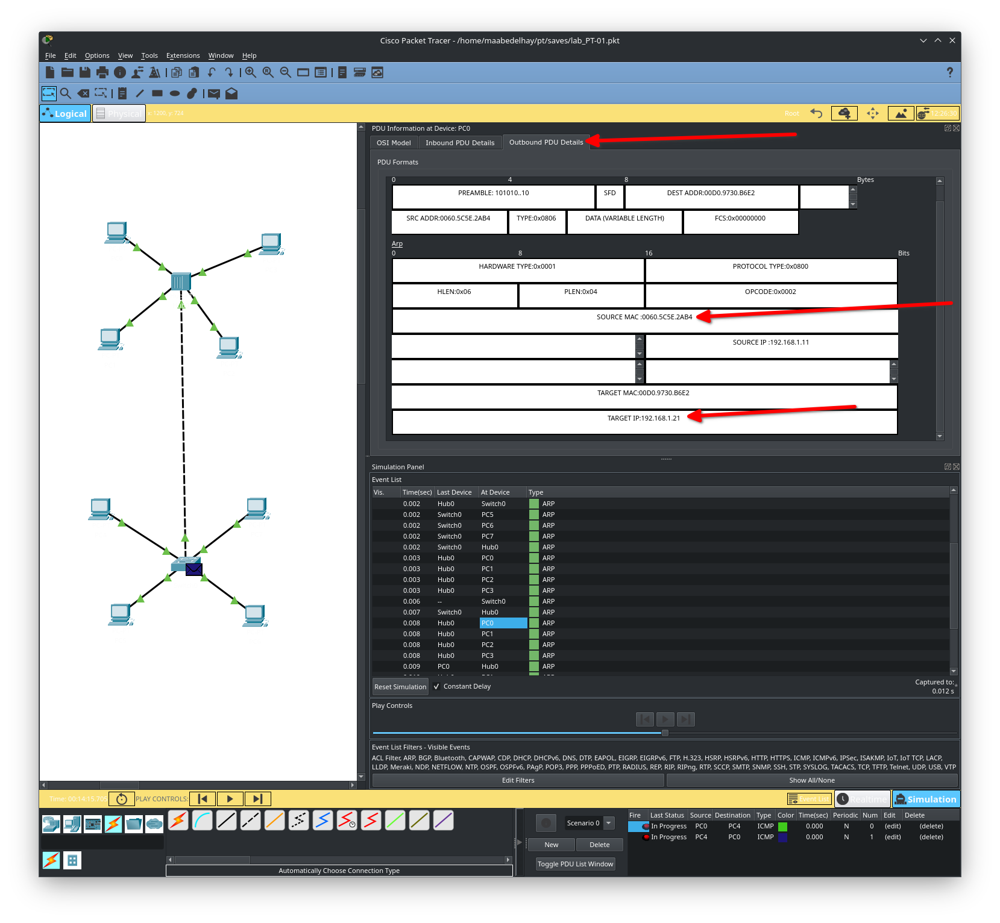 Cisco Packet Tracer - /home/maabedelhay/pt/saves/lab_PT-01.pkt
File Edit Options View Tools Extensions Window Help
Logical Physical x: 1200, y: 724 Root 12:26:30
PDU Information at Device: PC0
OSI Model Inbound PDU Details Outbound PDU Details
PDU Formats
0 4 8 Bytes
PREAMBLE: 101010..10 SFD DEST ADDR:00D0.9730.B6E2
SRC ADDR:0060.5C5E.2AB4 TYPE:0x0806 DATA (VARIABLE LENGTH) FCS:0x00000000
Arp
0 8 16 Bits
HARDWARE TYPE:0x0001 PROTOCOL TYPE:0x0800
HLEN:0x06 PLEN:0x04 OPCODE:0x0002
SOURCE MAC :0060.5C5E.2AB4
SOURCE IP :192.168.1.11
TARGET MAC:00D0.9730.B6E2
TARGET IP:192.168.1.21
Simulation Panel
Event List
Vis. Time(sec) Last Device At Device Type
0.002 Hub0 Switch0 ARP
0.002 Switch0 PC5 ARP
0.002 Switch0 PC6 ARP
0.002 Switch0 PC7 ARP
0.002 Switch0 Hub0 ARP
0.003 Hub0 PC0 ARP
0.003 Hub0 PC1 ARP
0.003 Hub0 PC2 ARP
0.003 Hub0 PC3 ARP
0.006 -- Switch0 ARP
0.007 Switch0 Hub0 ARP
0.008 Hub0 PC0 ARP
0.008 Hub0 PC1 ARP
0.008 Hub0 PC2 ARP
0.008 Hub0 PC3 ARP
0.009 PC0 Hub0 ARP
Reset Simulation Constant Delay Captured to: *
0.012 s
Play Controls
Event List Filters - Visible Events
ACL Filter, ARP, BGP, Bluetooth, CAPWAP, CDP, DHCP, DHCPv6, DNS, DTP, EAPOL, EIGRP, EIGRPv6, FTP, H.323, HSRP, HSRPv6, HTTP, HTTPS, ICMP, ICMPv6, IPSec, ISAKMP, IoT, IoT TCP, LACP,
LLDP, Meraki, NDP, NETFLOW, NTP, OSPF, OSPFv6, PAgP, POP3, PPP, PPPoED, PTP, RADIUS, REP, RIP, RIPng, RTP, SCCP, SMTP, SNMP, SSH, STP, SYSLOG, TACACS, TCP, TFTP, Telnet, UDP, USB, VTP
Edit Filters Show All/None
Time: 00:14:15.705 PLAY CONTROLS: Event List Realtime Simulation
Scenario 0
New Delete
Toggle PDU List Window
Automatically Choose Connection Type
Fire Last Status Source Destination Type Color Time(sec) Periodic Num Edit Delete
In Progress PC0 PC4 ICMP 0.000 N 0 (edit) (delete)
In Progress PC4 PC0 ICMP 0.000 N 1 (edit) (delete)